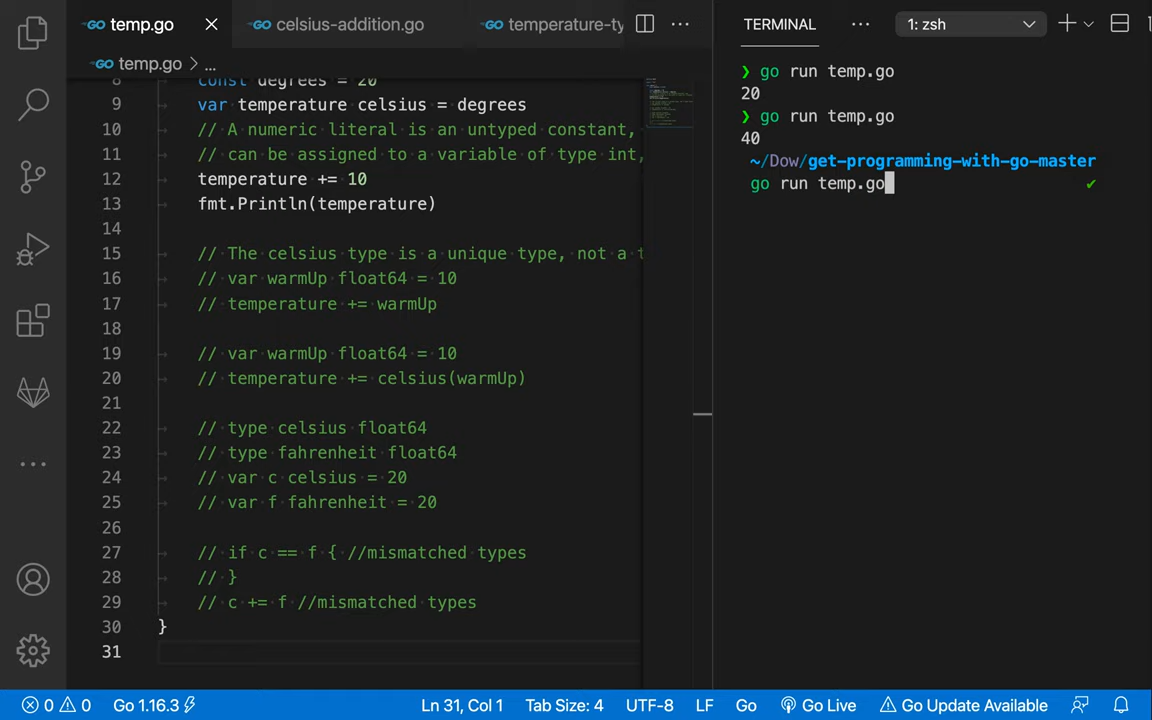 temp.go
celsius-addition.go
temperature-ty
temp.go > ...
8 const degrees = 20
9 var temperature celsius = degrees
10 // A numeric literal is an untyped constant,
11 // can be assigned to a variable of type int,
12 temperature += 10
13 fmt.Println(temperature)
14
15 // The celsius type is a unique type, not a t
16 // var warmUp float64 = 10
17 // temperature += warmUp
18
19 // var warmUp float64 = 10
20 // temperature += celsius(warmUp)
21
22 // type celsius float64
23 // type fahrenheit float64
24 // var c celsius = 20
25 // var f fahrenheit = 20
26
27 // if c == f { //mismatched types
28 // }
29 // c += f //mismatched types
30 }
31
TERMINAL ... 1: zsh
❯ go run temp.go
20
❯ go run temp.go
40
~/Dow/get-programming-with-go-master
go run temp.go ✔
0 0 Go 1.16.3 Ln 31, Col 1 Tab Size: 4 UTF-8 LF Go Go Live Go Update Available